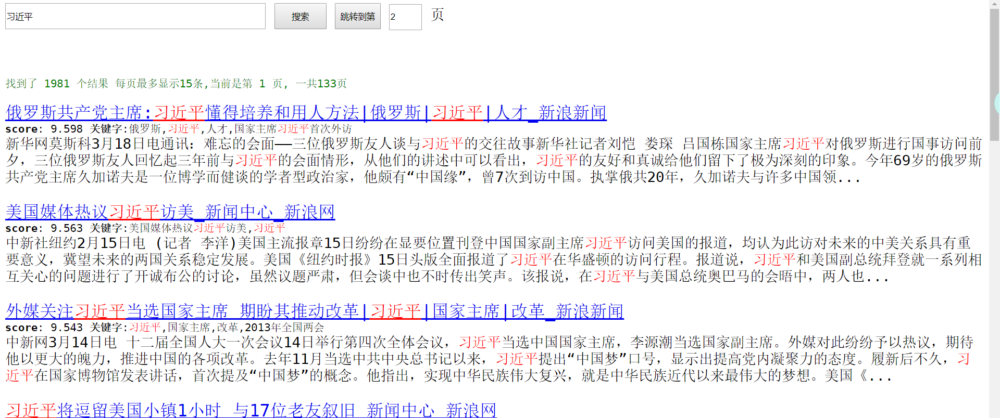 习近平 搜索 跳转到第 2 页
找到了 1981 个结果 每页最多显示15条,当前是第 1 页, 一共133页
俄罗斯共产党主席:习近平懂得培养和用人方法|俄罗斯|习近平|人才_新浪新闻
score: 9.598 关键字:俄罗斯,习近平,人才,国家主席习近平首次外访
新华网莫斯科3月18日电通讯：难忘的会面——三位俄罗斯友人谈与习近平的交往故事新华社记者刘恺 娄琛 吕国栋国家主席习近平对俄罗斯进行国事访问前
夕，三位俄罗斯友人回忆起三年前与习近平的会面情形，从他们的讲述中可以看出，习近平的友好和真诚给他们留下了极为深刻的印象。今年69岁的俄罗斯
共产党主席久加诺夫是一位博学而健谈的学者型政治家，他颇有“中国缘”，曾7次到访中国。执掌俄共20年，久加诺夫与许多中国领...
美国媒体热议习近平访美_新闻中心_新浪网
score: 9.563 关键字:美国媒体热议习近平访美,习近平
中新社纽约2月15日电 (记者 李洋)美国主流报章15日纷纷在显要位置刊登中国国家副主席习近平访问美国的报道，均认为此访对未来的中美关系具有重
要意义，冀望未来的两国关系稳定发展。美国《纽约时报》15日头版全面报道了习近平在华盛顿的访问行程。报道说，习近平和美国副总统拜登就一系列相
互关心的问题进行了开诚布公的讨论，虽然议题严肃，但会谈中也不时传出笑声。该报说，在习近平与美国总统奥巴马的会晤中，两人也...
外媒关注习近平当选国家主席 期盼其推动改革|习近平|国家主席|改革_新浪新闻
score: 9.543 关键字:习近平,国家主席,改革,2013年全国两会
中新网3月14日电 十二届全国人大一次会议14日举行第四次全体会议，习近平当选中国国家主席，李源潮当选国家副主席。外媒对此纷纷予以热议，期待
他以更大的魄力，推进中国的各项改革。去年11月当选中共中央总书记以来，习近平提出“中国梦”口号，显示出提高党内凝聚力的态度。履新后不久，习
近平在国家博物馆发表讲话，首次提及“中国梦”的概念。他指出，实现中华民族伟大复兴，就是中华民族近代以来最伟大的梦想。美国《...
习近平将逗留美国小镇1小时 与17位老友叙旧_新闻中心_新浪网